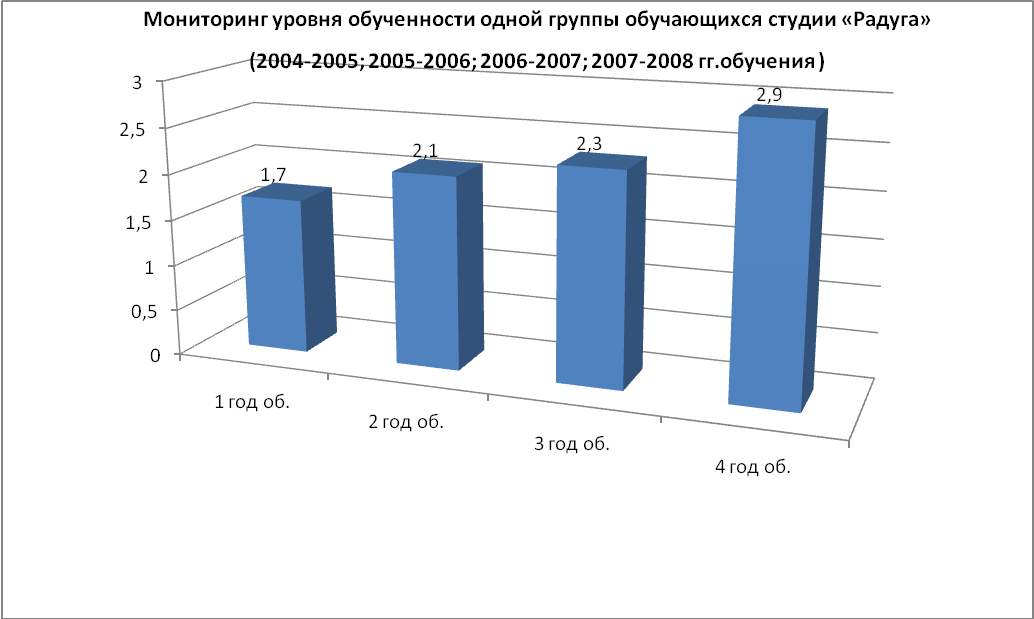 Мониторинг уровня обученности одной группы обучающихся студии «Радуга»
(2004-2005; 2005-2006; 2006-2007; 2007-2008 гг.обучения)
3
2,5
2
1,5
1
0,5
0
1,7
2,1
2,3
2,9
1 год об.
2 год об.
3 год об.
4 год об.